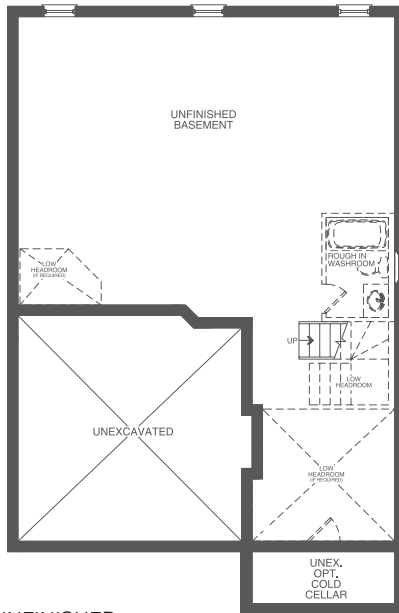 UNFINISHED
BASEMENT
LOW
HEADROOM
(IF REQUIRED)
ROUGH IN
WASHROOM
UP
LOW
HEADROOM
UNEXCAVATED
LOW
HEADROOM
(IF REQUIRED)
UNEX.
OPT.
COLD
CELLAR